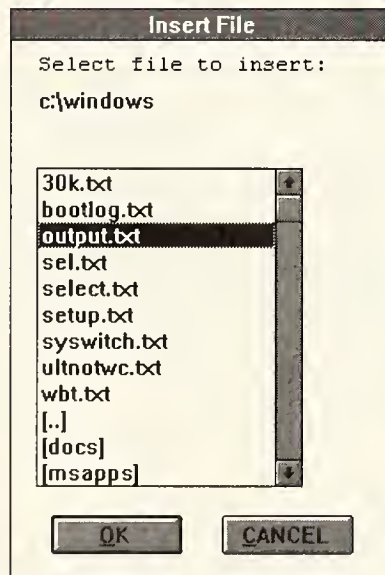 Insert File
Select file to insert:
c:\windows
30k.txt
bootlog.txt
output.txt
sel.txt
select.txt
setup.txt
syswitch.txt
ultnotwc.txt
wbt.txt
[..]
[docs]
[msapps]
OK
CANCEL